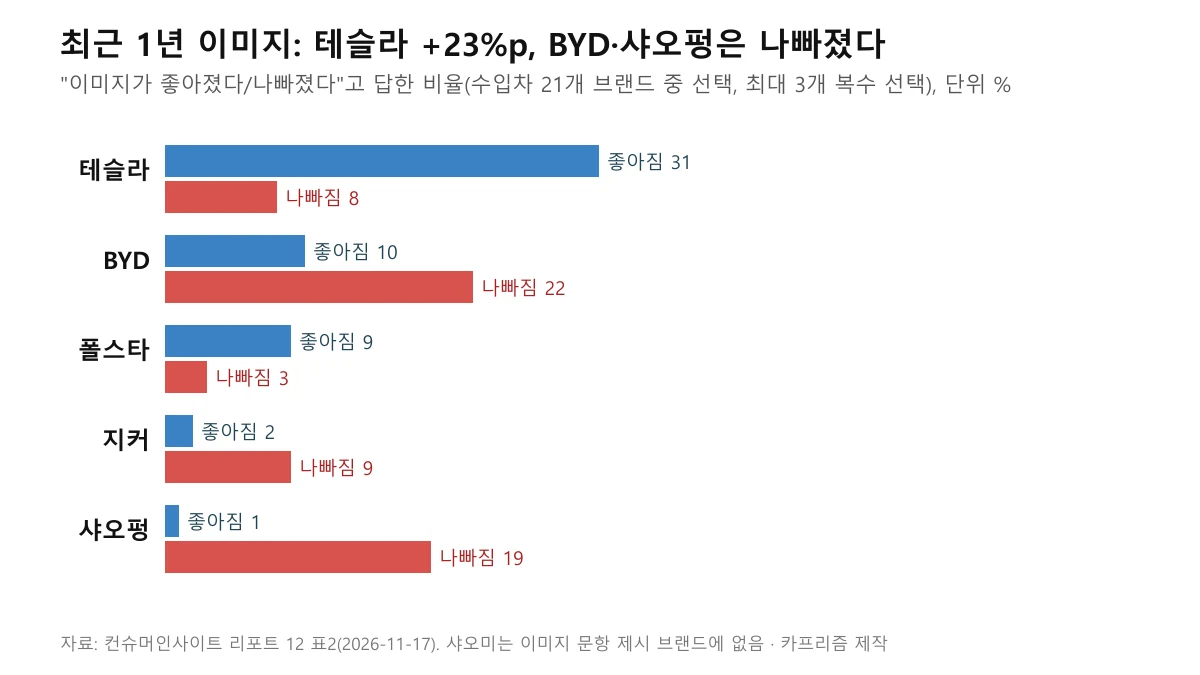 최근 1년 이미지: 테슬라 +23%p, BYD·샤오펑은 나빠졌다
"이미지가 좋아졌다/나빠졌다"고 답한 비율(수입차 21개 브랜드 중 선택, 최대 3개 복수 선택), 단위 %
테슬라
좋아짐 31
나빠짐 8
BYD
좋아짐 10
나빠짐 22
폴스타
좋아짐 9
나빠짐 3
지커
좋아짐 2
나빠짐 9
샤오펑
좋아짐 1
나빠짐 19
자료: 컨슈머인사이트 리포트 12 표2(2026-11-17). 샤오미는 이미지 문항 제시 브랜드에 없음 · 카프리즘 제작